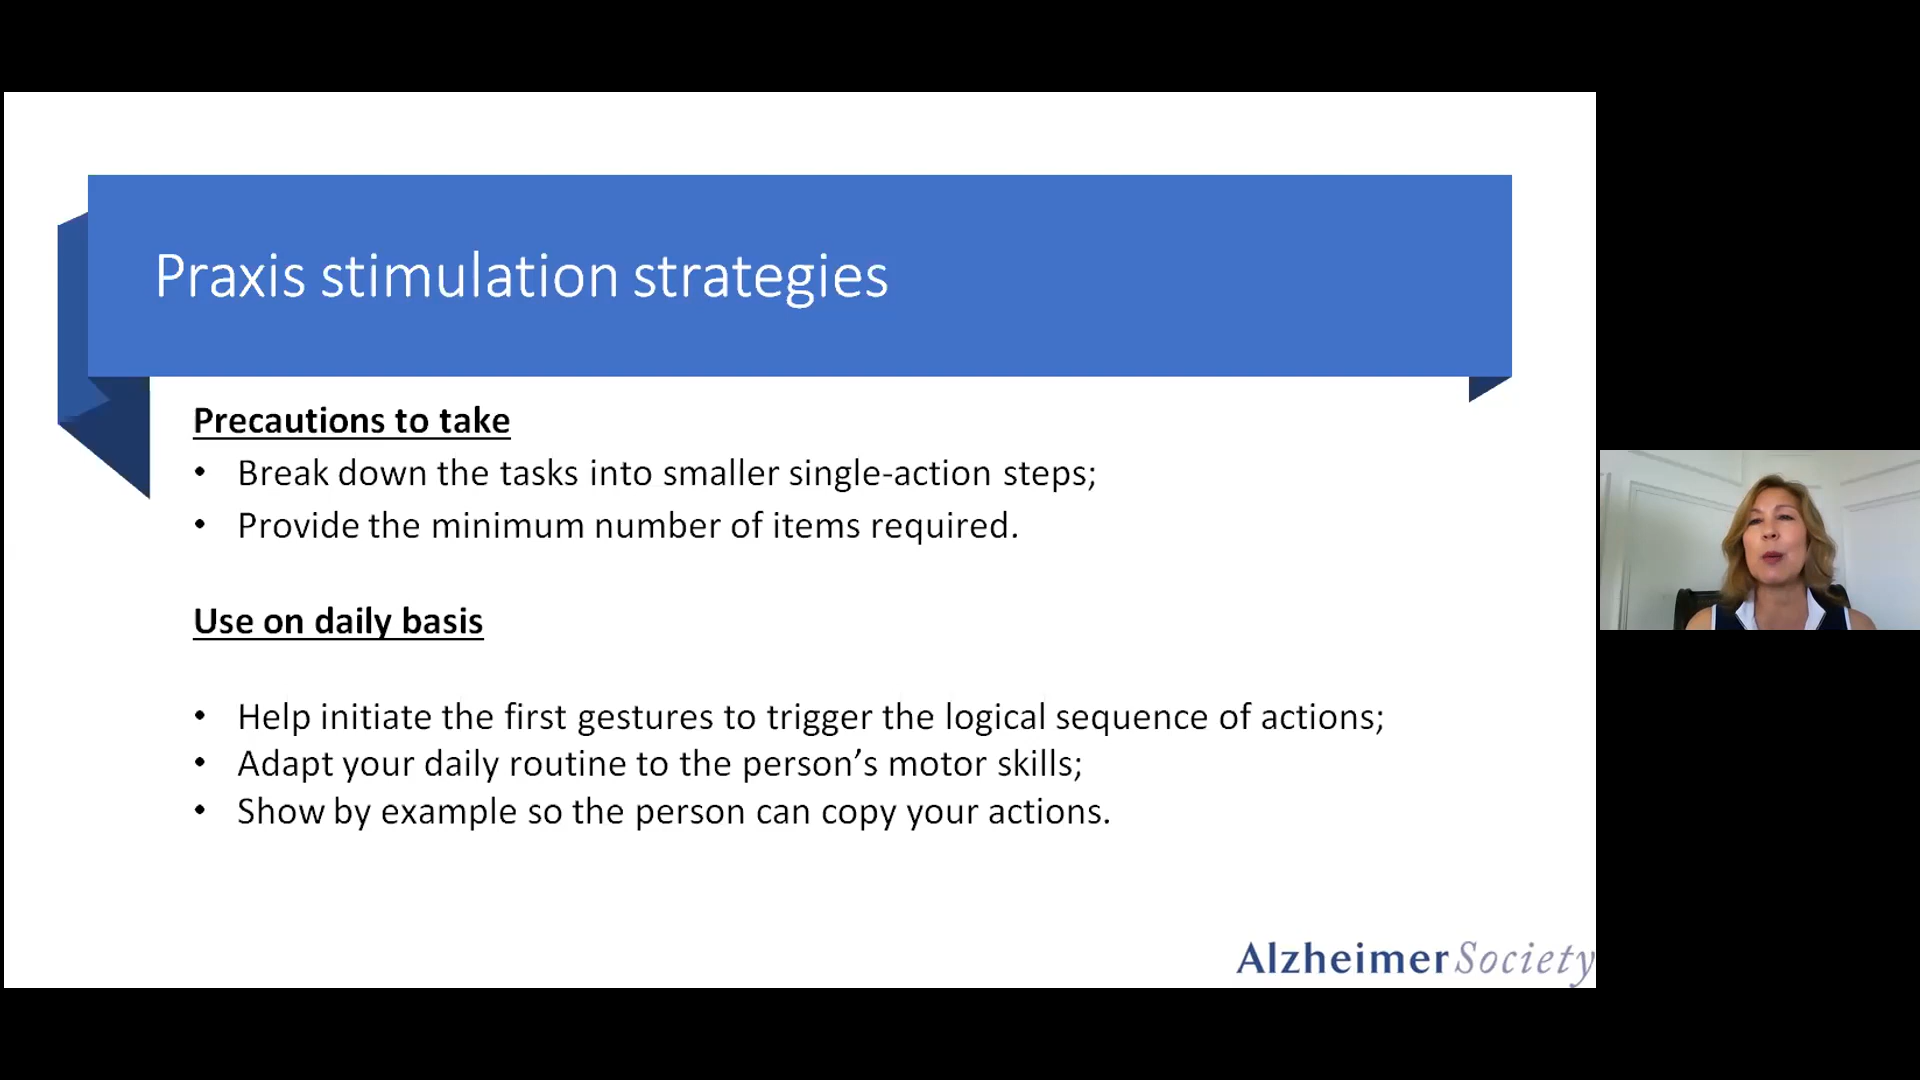 Praxis stimulation strategies
Precautions to take
• Break down the tasks into smaller single-action steps;
• Provide the minimum number of items required.
Use on daily basis
• Help initiate the first gestures to trigger the logical sequence of actions;
• Adapt your daily routine to the person’s motor skills;
• Show by example so the person can copy your actions.
Alzheimer Society